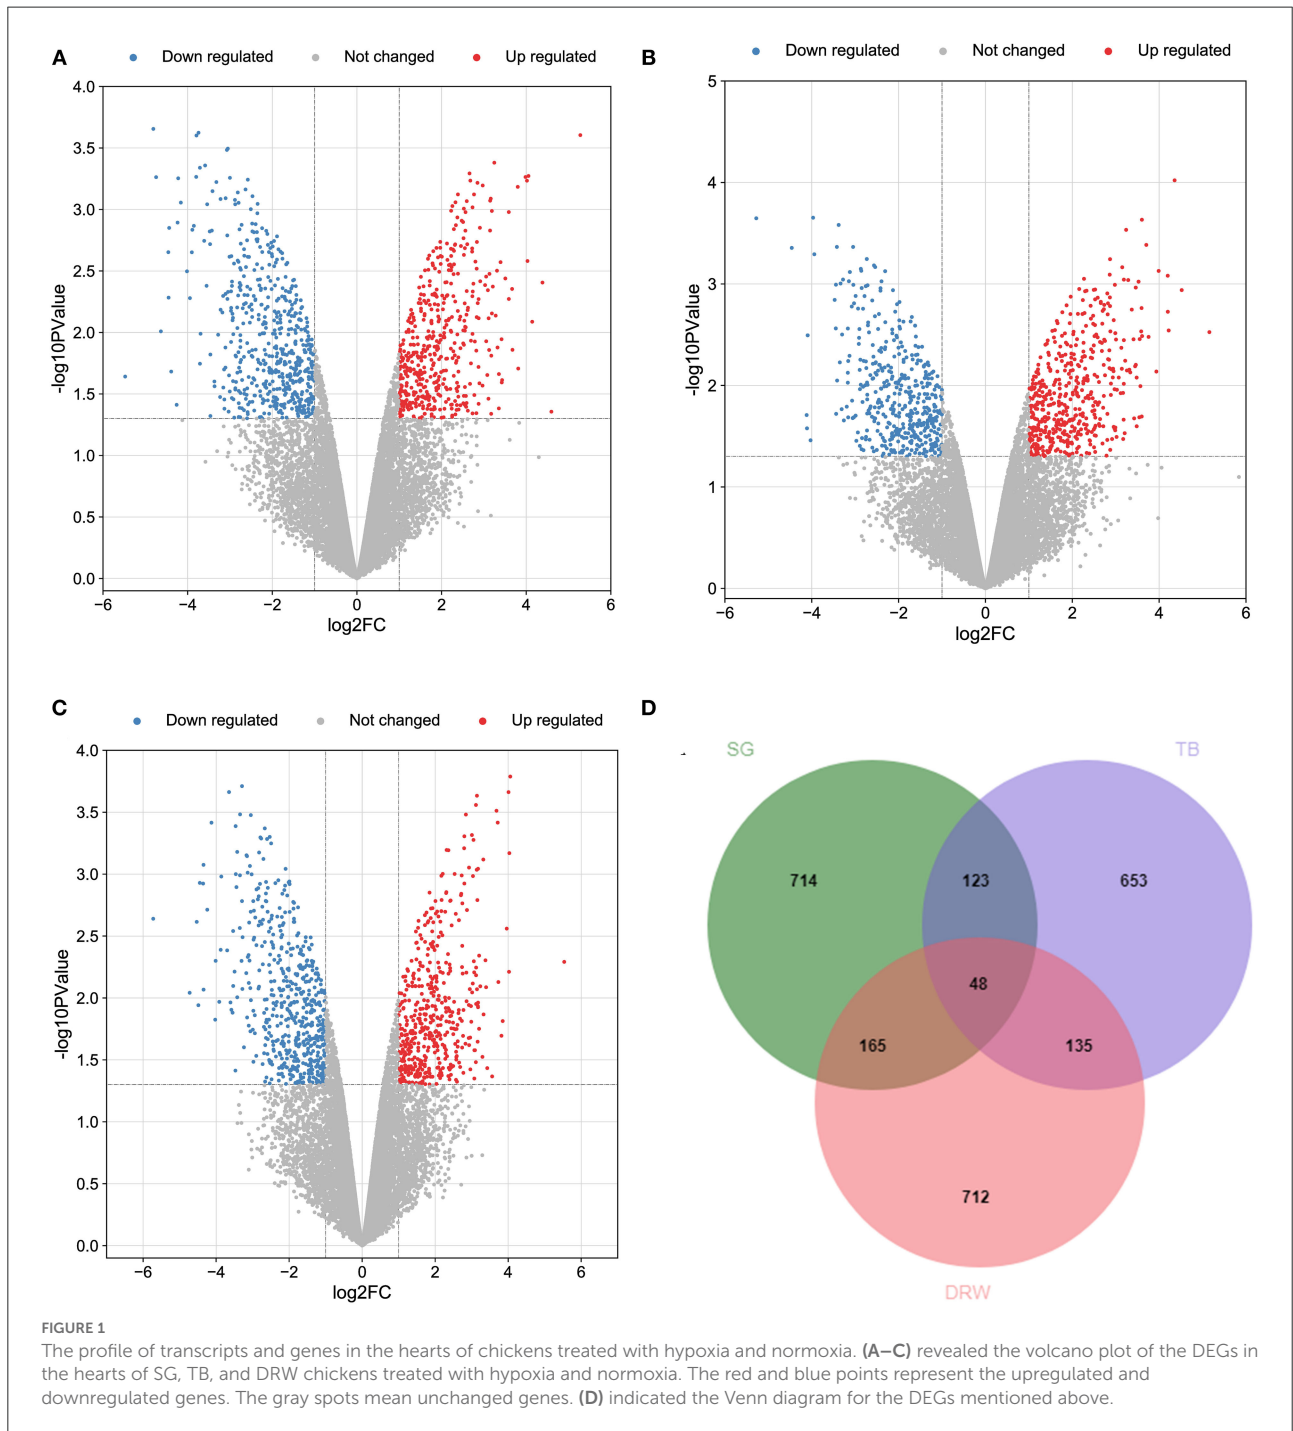 A
Down regulated
Not changed
Up regulated
4.0
3.5
3.0
2.5
2.0
1.5
1.0
0.5
0.0
-log10PValue
−6
−4
−2
0
2
4
6
log2FC
B
Down regulated
Not changed
Up regulated
5
4
3
2
1
0
-log10PValue
−6
−4
−2
0
2
4
6
log2FC
C
Down regulated
Not changed
Up regulated
4.0
3.5
3.0
2.5
2.0
1.5
1.0
0.5
0.0
-log10PValue
−6
−4
−2
0
2
4
6
log2FC
D
SG
TB
714
123
653
48
165
135
712
DRW
FIGURE 1
The profile of transcripts and genes in the hearts of chickens treated with hypoxia and normoxia. (A–C) revealed the volcano plot of the DEGs in
the hearts of SG, TB, and DRW chickens treated with hypoxia and normoxia. The red and blue points represent the upregulated and
downregulated genes. The gray spots mean unchanged genes. (D) indicated the Venn diagram for the DEGs mentioned above.